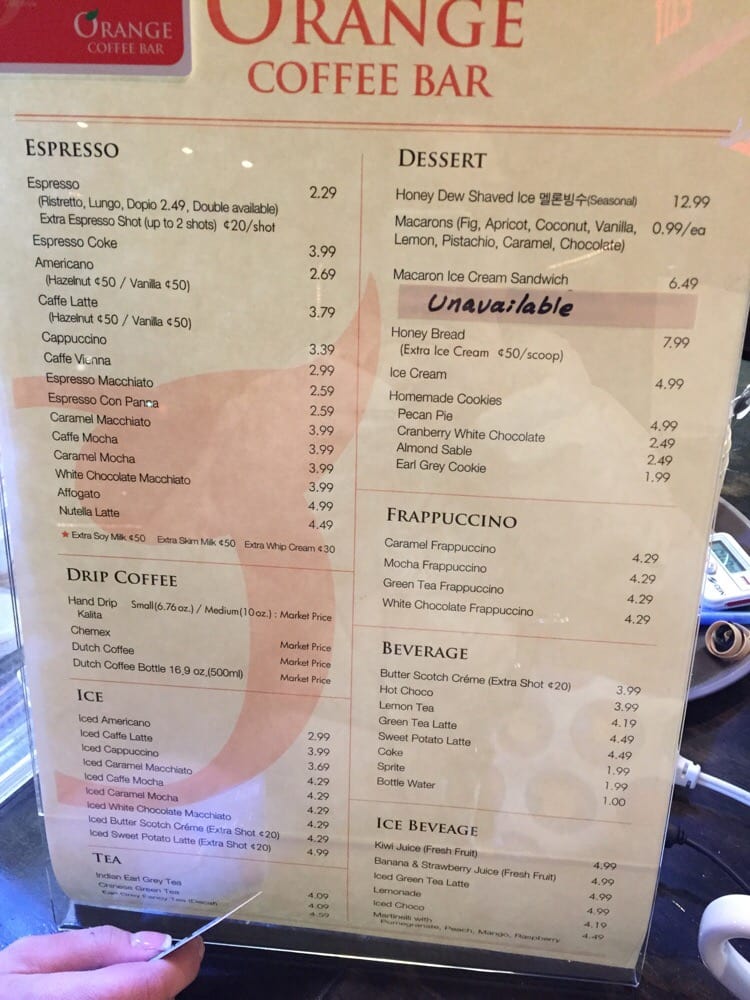 ORANGE
COFFEE BAR
ORANGE
COFFEE BAR
ESPRESSO
Espresso 2.29
(Ristretto, Lungo, Dopio 2.49, Double available)
Extra Espresso Shot (up to 2 shots) ¢20/shot
Espresso Coke 3.99
Americano 2.69
(Hazelnut ¢50 / Vanilla ¢50)
Caffe Latte 3.79
(Hazelnut ¢50 / Vanilla ¢50)
Cappuccino 3.39
Caffe Vienna 2.99
Espresso Macchiato 2.59
Espresso Con Panna 2.59
Caramel Macchiato 3.99
Caffe Mocha 3.99
Caramel Mocha 3.99
White Chocolate Macchiato 3.99
Affogato 4.99
Nutella Latte 4.49
★ Extra Soy Milk ¢50 Extra Skim Milk ¢50 Extra Whip Cream ¢30
DRIP COFFEE
Hand Drip Small(6.76 oz.) / Medium(10 oz.) : Market Price
Kalita
Chemex Market Price
Dutch Coffee Market Price
Dutch Coffee Bottle 16,9 oz,(500ml) Market Price
ICE
Iced Americano 2.99
Iced Caffe Latte 3.99
Iced Cappuccino 3.69
Iced Caramel Macchiato 4.29
Iced Caffe Mocha 4.29
Iced Caramel Mocha 4.29
Iced White Chocolate Macchiato 4.29
Iced Butter Scotch Créme (Extra Shot ¢20) 4.29
Iced Sweet Potato Latte (Extra Shot ¢20) 4.99
TEA
Indian Earl Grey Tea 4.09
Chinese Green Tea 4.09
Earl Grey Fancy Tea (Decaf) 4.59
DESSERT
Honey Dew Shaved Ice 멜론빙수(Seasonal) 12.99
Macarons (Fig, Apricot, Coconut, Vanilla, 0.99/ea
Lemon, Pistachio, Caramel, Chocolate)
Macaron Ice Cream Sandwich 6.49
Unavailable
Honey Bread 7.99
(Extra Ice Cream ¢50/scoop)
Ice Cream 4.99
Homemade Cookies
Pecan Pie 4.99
Cranberry White Chocolate 2.49
Almond Sable 2.49
Earl Grey Cookie 1.99
FRAPPUCCINO
Caramel Frappuccino 4.29
Mocha Frappuccino 4.29
Green Tea Frappuccino 4.29
White Chocolate Frappuccino 4.29
BEVERAGE
Butter Scotch Créme (Extra Shot ¢20) 3.99
Hot Choco 3.99
Lemon Tea 4.19
Green Tea Latte 4.49
Sweet Potato Latte 4.49
Coke 1.99
Sprite 1.99
Bottle Water 1.00
ICE BEVEAGE
Kiwi Juice (Fresh Fruit) 4.99
Banana & Strawberry Juice (Fresh Fruit) 4.99
Iced Green Tea Latte 4.99
Lemonade 4.99
Iced Choco 4.19
Martinelli with 4.49
Pomegranate, Peach, Mango, Raspberry